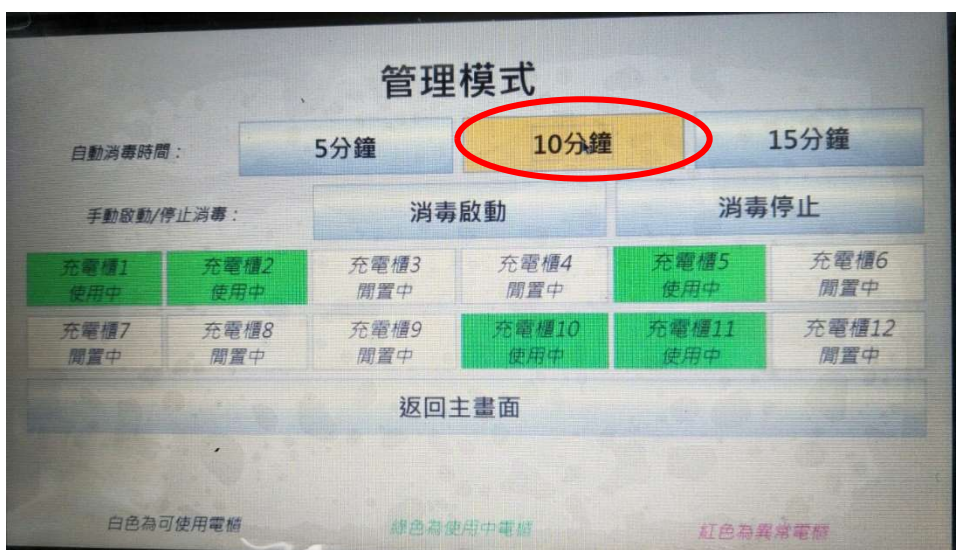 管理模式
自動消毒時間： 5分鐘 10分鐘 15分鐘
手動啟動/停止消毒： 消毒啟動 消毒停止
充電櫃1 充電櫃2 充電櫃3 充電櫃4 充電櫃5 充電櫃6
使用中 使用中 閒置中 閒置中 使用中 閒置中
充電櫃7 充電櫃8 充電櫃9 充電櫃10 充電櫃11 充電櫃12
閒置中 閒置中 閒置中 使用中 使用中 閒置中
返回主畫面
白色為可使用電櫃 綠色為使用中電櫃 紅色為異常電櫃